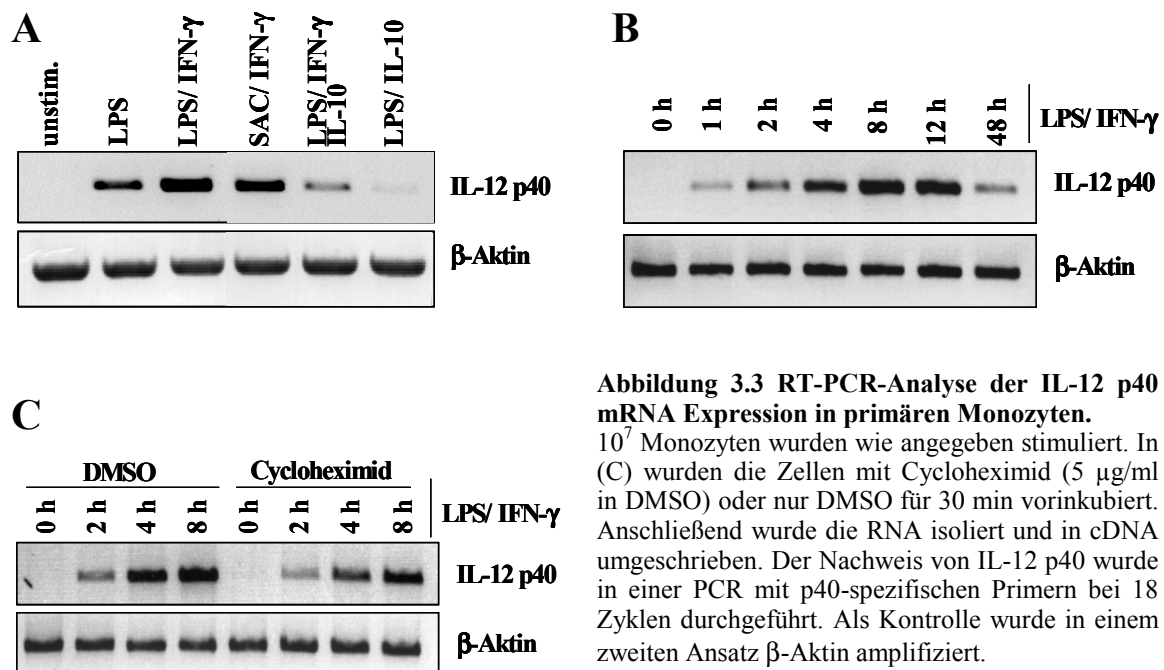 A
unstim.
LPS
LPS/ IFN-γ
SAC/ IFN-γ
LPS/ IFN-γ
IL-10
LPS/ IL-10
IL-12 p40
β-Aktin
B
0 h
1 h
2 h
4 h
8 h
12 h
48 h
LPS/ IFN-γ
IL-12 p40
β-Aktin
C
DMSO
Cycloheximid
0 h
2 h
4 h
8 h
0 h
2 h
4 h
8 h
LPS/ IFN-γ
IL-12 p40
β-Aktin
Abbildung 3.3 RT-PCR-Analyse der IL-12 p40
mRNA Expression in primären Monozyten.
10⁷ Monozyten wurden wie angegeben stimuliert. In
(C) wurden die Zellen mit Cycloheximid (5 µg/ml
in DMSO) oder nur DMSO für 30 min vorinkubiert.
Anschließend wurde die RNA isoliert und in cDNA
umgeschrieben. Der Nachweis von IL-12 p40 wurde
in einer PCR mit p40-spezifischen Primern bei 18
Zyklen durchgeführt. Als Kontrolle wurde in einem
zweiten Ansatz β-Aktin amplifiziert.